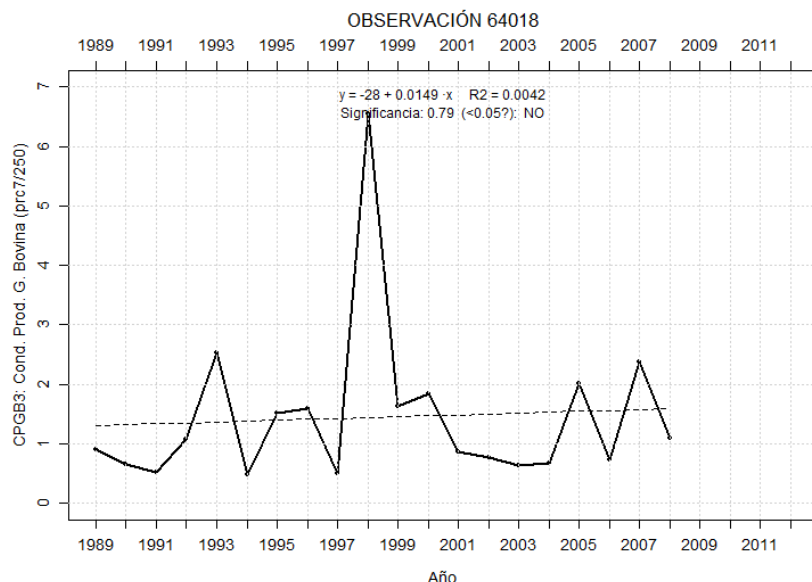 OBSERVACIÓN 64018
1989 1991 1993 1995 1997 1999 2001 2003 2005 2007 2009 2011
y = -28 + 0.0149 ·x R2 = 0.0042
Significancia: 0.79 (<0.05?): NO
CPGB3: Cond. Prod. G. Bovina (prc7/250)
7
6
5
4
3
2
1
0
1989 1991 1993 1995 1997 1999 2001 2003 2005 2007 2009 2011
Año